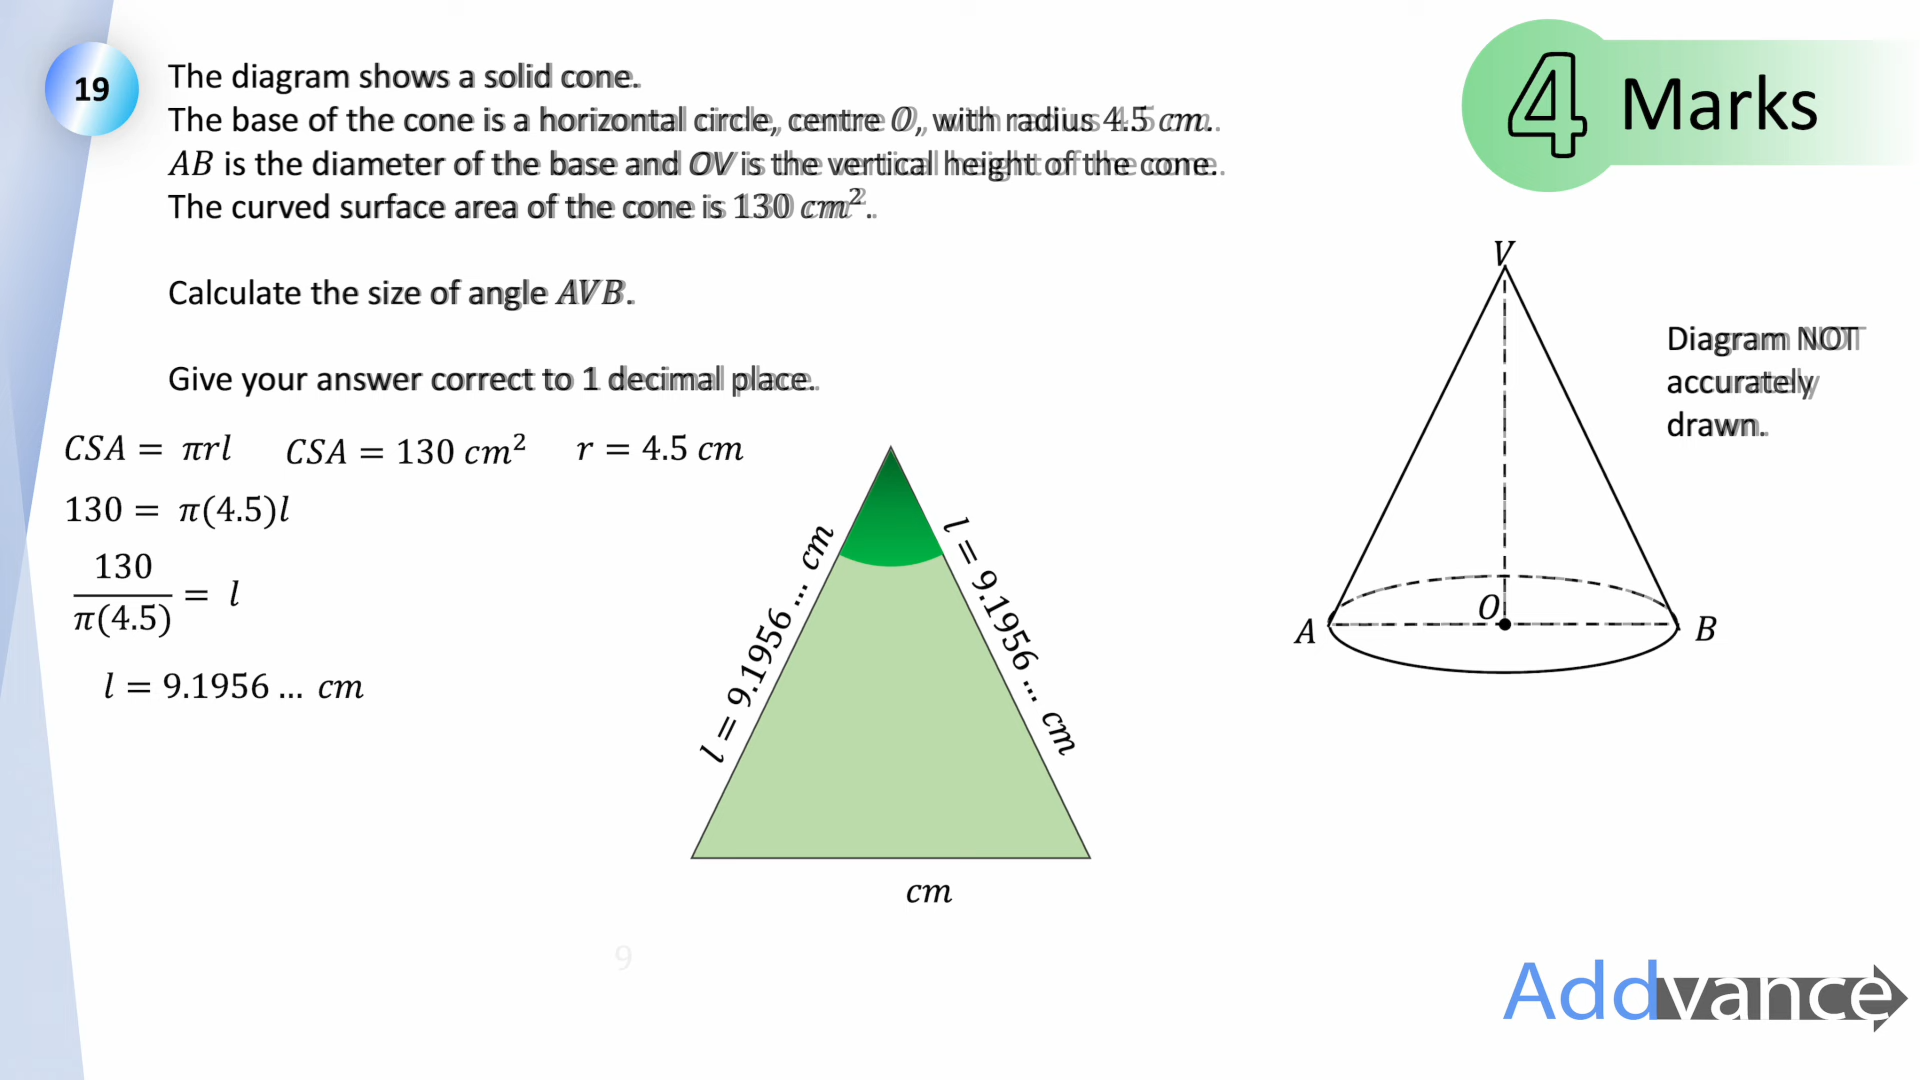 19
The diagram shows a solid cone.
The base of the cone is a horizontal circle, centre O, with radius 4.5 cm.
AB is the diameter of the base and OV is the vertical height of the cone.
The curved surface area of the cone is 130 cm².
Calculate the size of angle AVB.
Give your answer correct to 1 decimal place.
4 Marks
CSA = πrl CSA = 130 cm² r = 4.5 cm
130 = π(4.5)l
130/π(4.5) = l
l = 9.1956 … cm
l = 9.1956 … cm
l = 9.1956 … cm
cm
9
V
Diagram NOT
accurately
drawn.
O
A
B
Addvance